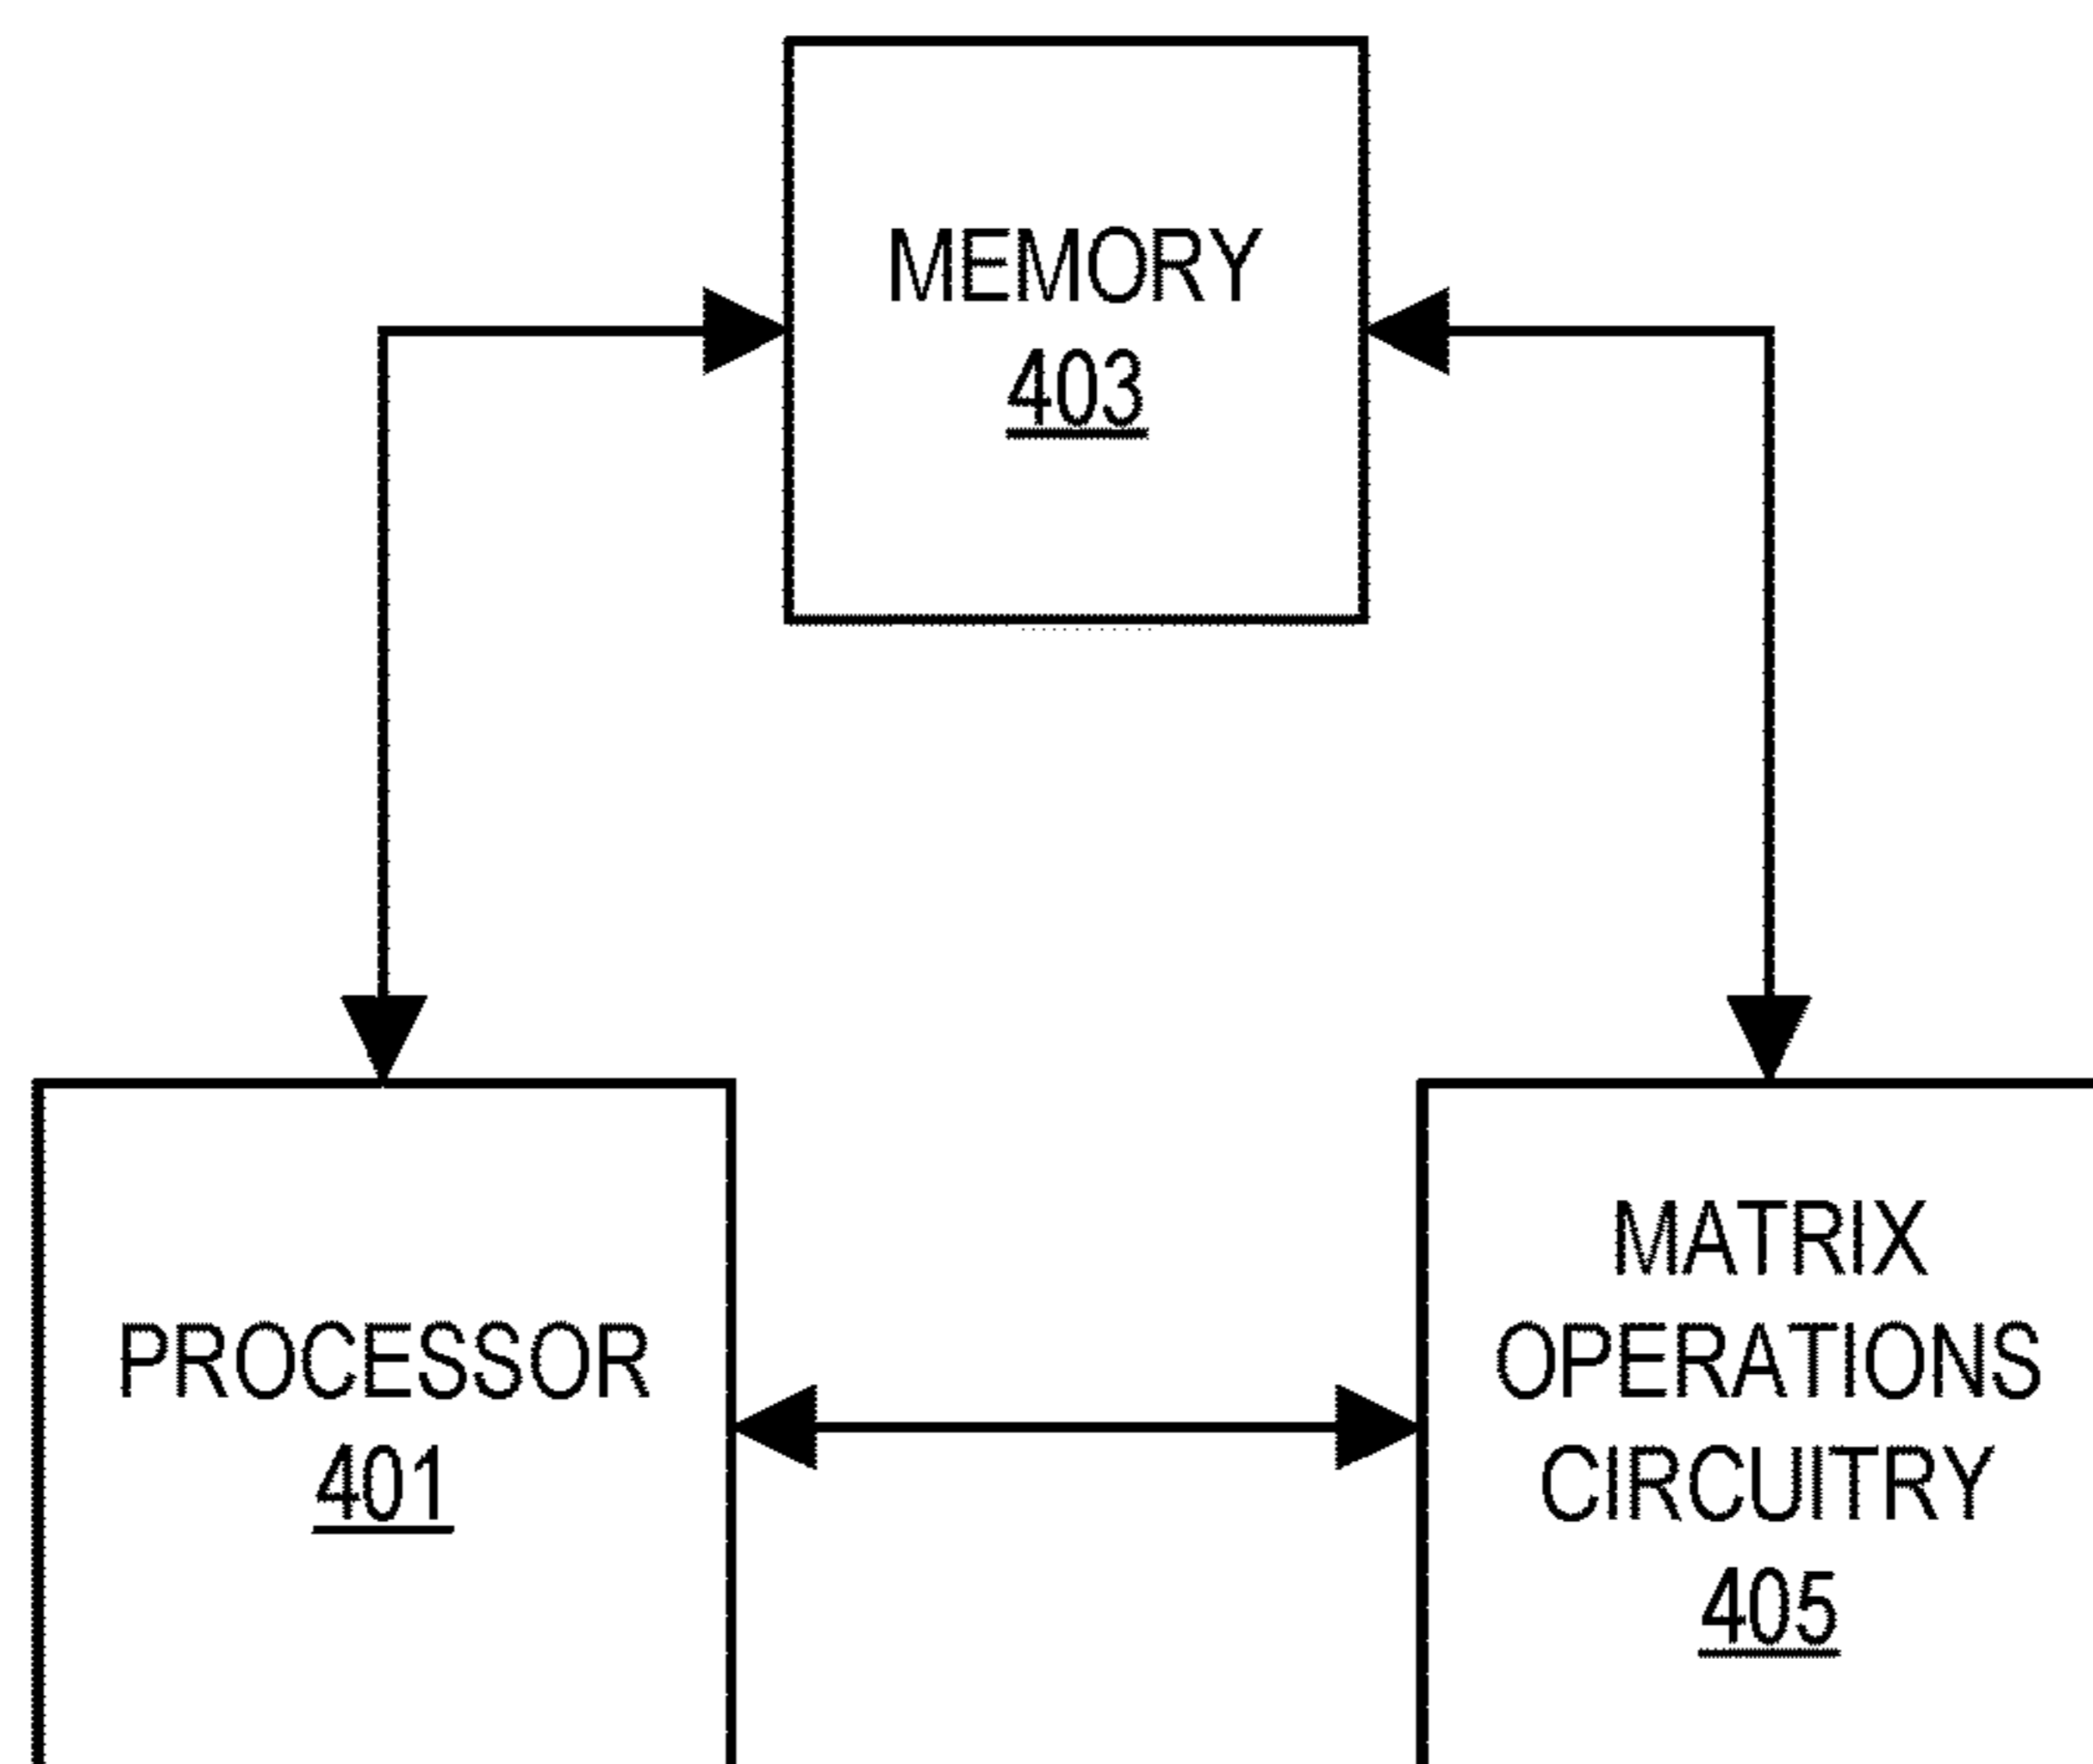 MEMORY
403
PROCESSOR
401
MATRIX
OPERATIONS
CIRCUITRY
405